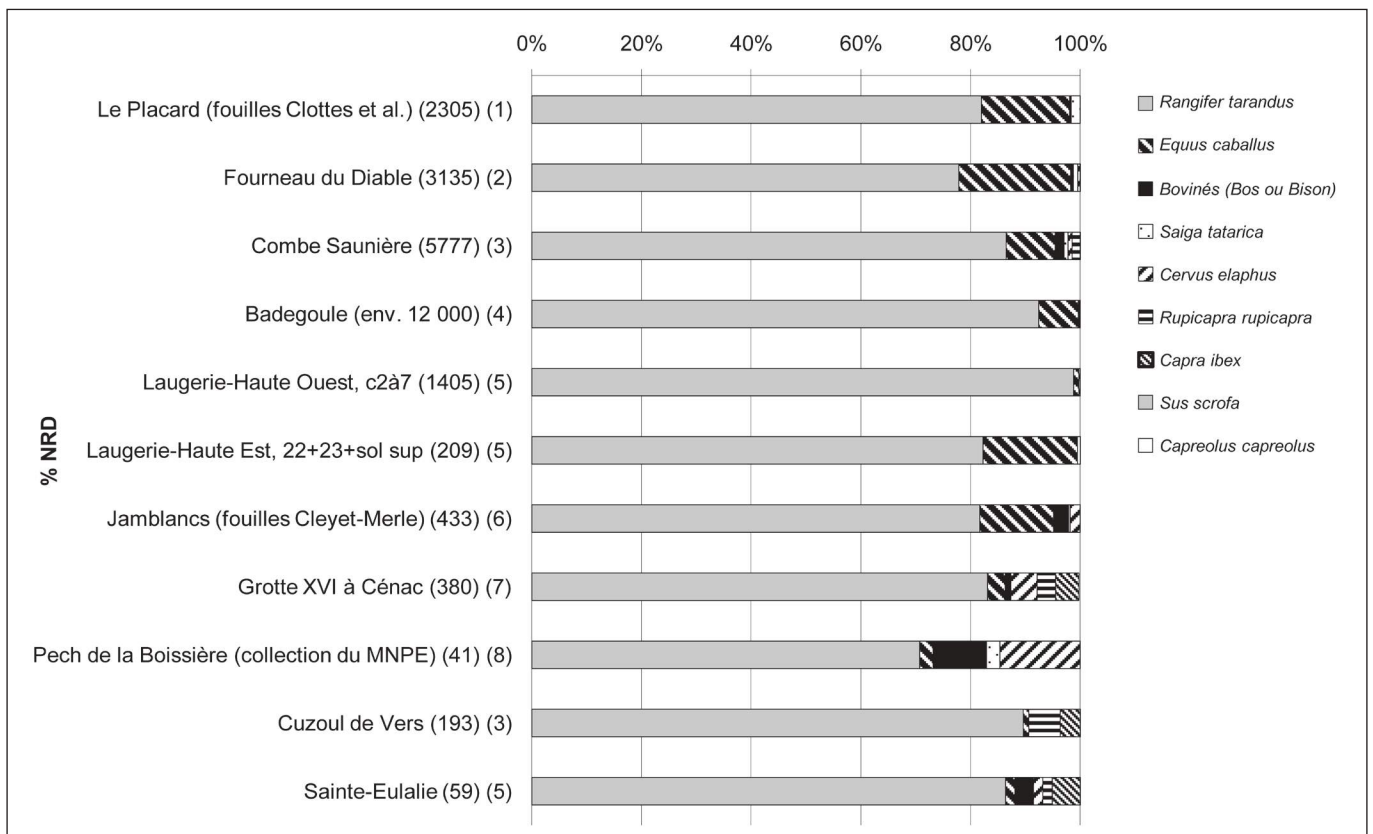 0% 20% 40% 60% 80% 100%
Le Placard (fouilles Clottes et al.) (2305) (1)
Fourneau du Diable (3135) (2)
Combe Saunière (5777) (3)
Badegoule (env. 12 000) (4)
Laugerie-Haute Ouest, c2à7 (1405) (5)
Laugerie-Haute Est, 22+23+sol sup (209) (5)
Jamblancs (fouilles Cleyet-Merle) (433) (6)
Grotte XVI à Cénac (380) (7)
Pech de la Boissière (collection du MNPE) (41) (8)
Cuzoul de Vers (193) (3)
Sainte-Eulalie (59) (5)
% NRD
Rangifer tarandus
Equus caballus
Bovinés (Bos ou Bison)
Saiga tatarica
Cervus elaphus
Rupicapra rupicapra
Capra ibex
Sus scrofa
Capreolus capreolus